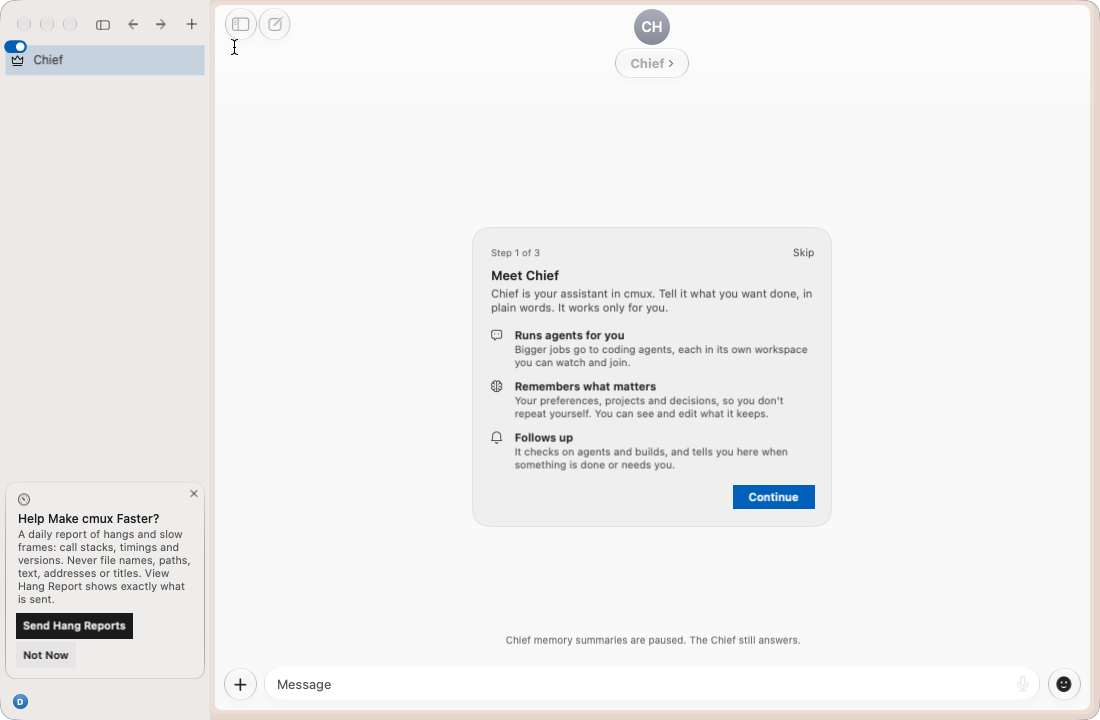 Chief
Help Make cmux Faster?
A daily report of hangs and slow
frames: call stacks, timings and
versions. Never file names, paths,
text, addresses or titles. View
Hang Report shows exactly what
is sent.
Send Hang Reports
Not Now
D
CH
Chief
Step 1 of 3
Skip
Meet Chief
Chief is your assistant in cmux. Tell it what you want done, in
plain words. It works only for you.
Runs agents for you
Bigger jobs go to coding agents, each in its own workspace
you can watch and join.
Remembers what matters
Your preferences, projects and decisions, so you don't
repeat yourself. You can see and edit what it keeps.
Follows up
It checks on agents and builds, and tells you here when
something is done or needs you.
Continue
Chief memory summaries are paused. The Chief still answers.
Message